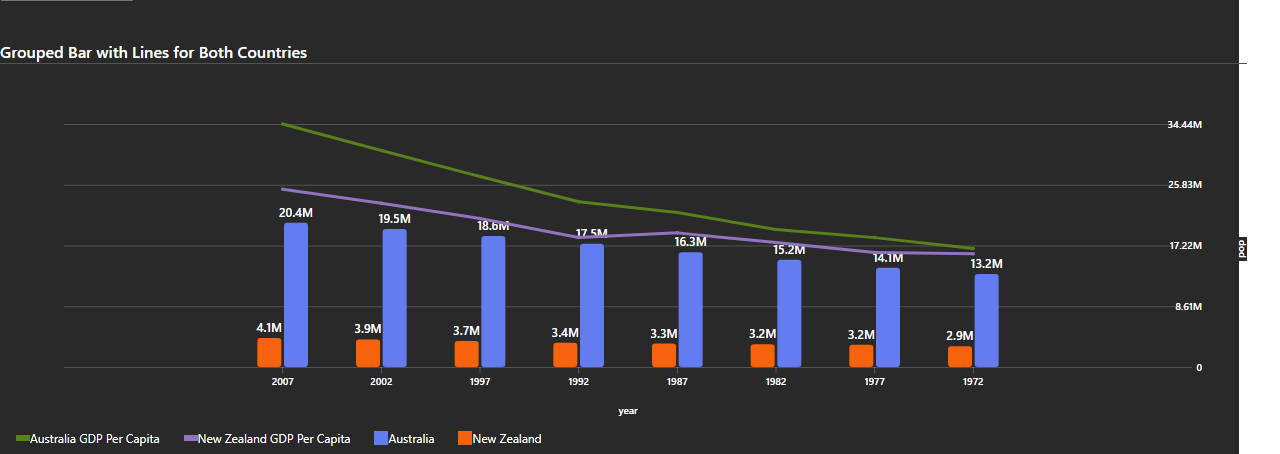 Grouped Bar with Lines for Both Countries
34.44M
25.83M
17.22M
8.61M
0
pop
20.4M
19.5M
18.6M
17.5M
16.3M
15.2M
14.1M
13.2M
4.1M
3.9M
3.7M
3.4M
3.3M
3.2M
3.2M
2.9M
2007 2002 1997 1992 1987 1982 1977 1972
year
Australia GDP Per Capita New Zealand GDP Per Capita Australia New Zealand